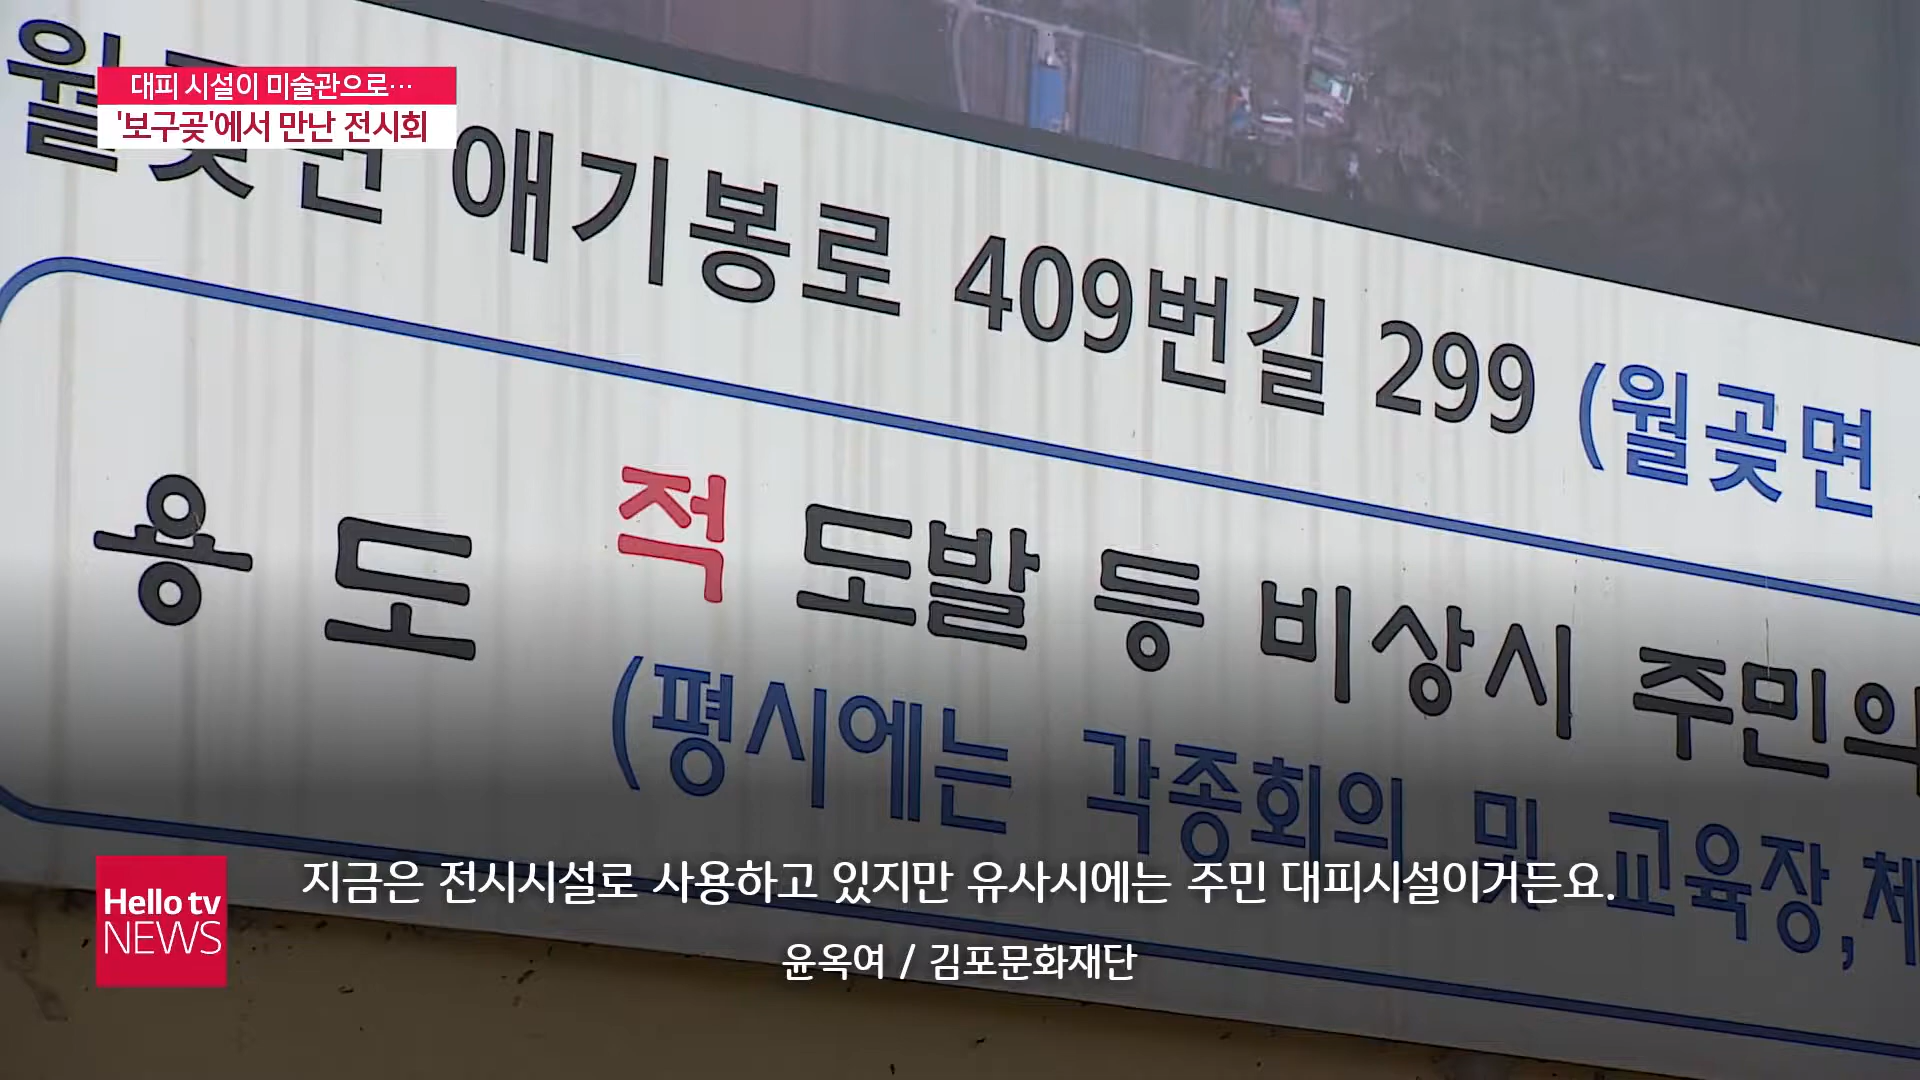 대피 시설이 미술관으로…
'보구곶'에서 만난 전시회
월곶면 애기봉로 409번길 299 (월곶면
용도 적 도발 등 비상시 주민의
(평시에는 각종회의 및 교육장, 체
지금은 전시시설로 사용하고 있지만 유사시에는 주민 대피시설이거든요.
윤옥여 / 김포문화재단
Hello tv
NEWS